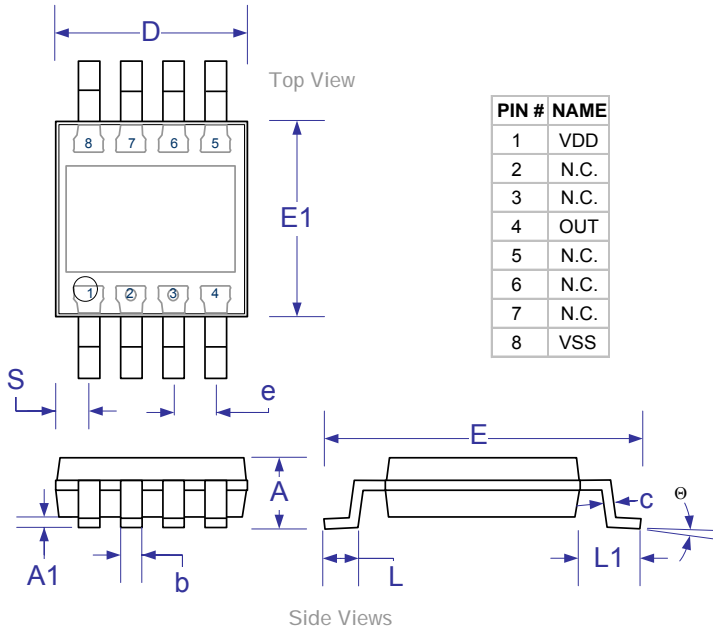 D
Top View
8 7 6 5
E1
1 2 3 4
PIN # NAME
1 VDD
2 N.C.
3 N.C.
4 OUT
5 N.C.
6 N.C.
7 N.C.
8 VSS
S
e
E
A
c
Θ
A1
b
L
L1
Side Views